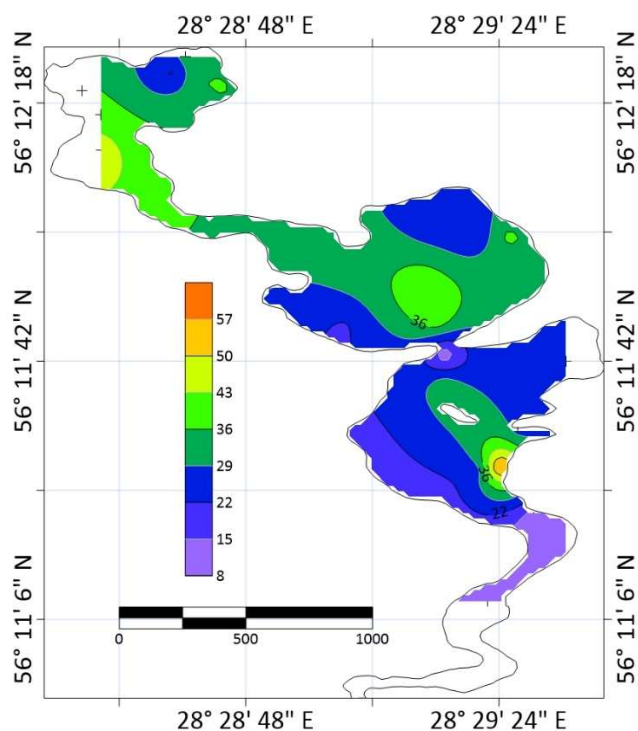 28° 28' 48" E 28° 29' 24" E
56° 12' 18" N 56° 12' 18" N
36
57
50
43
36
29
22
15
8
56° 11' 42" N 56° 11' 42" N
36
22
56° 11' 6" N 56° 11' 6" N
0 500 1000
28° 28' 48" E 28° 29' 24" E